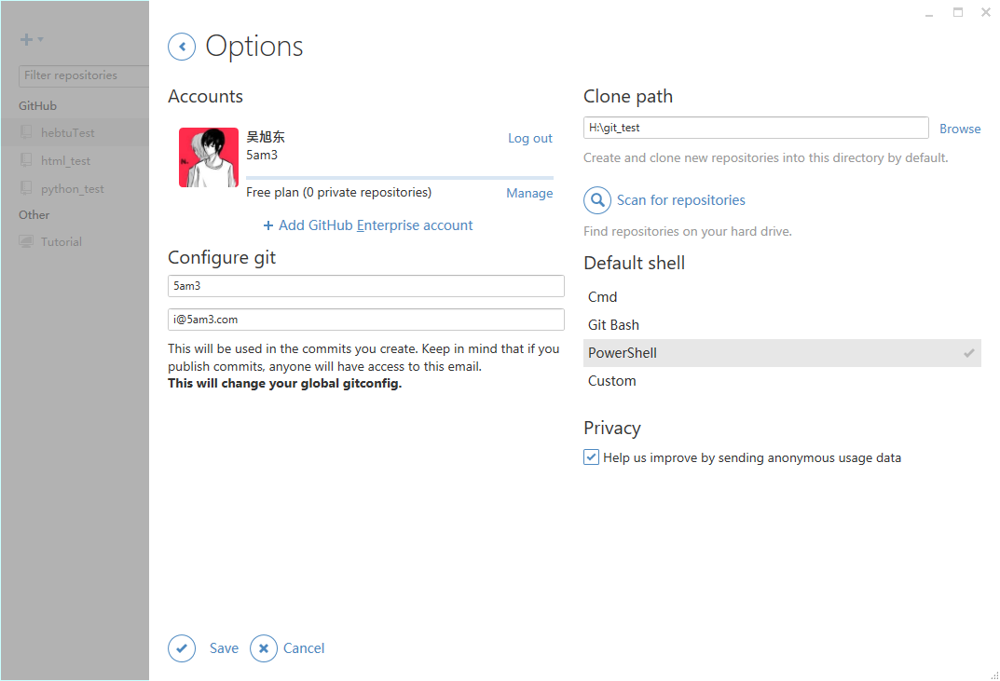 Filter repositories
GitHub
hebtuTest
html_test
python_test
Other
Tutorial
Options
Accounts
吴旭东
5am3
Log out
Free plan (0 private repositories)
Manage
+ Add GitHub Enterprise account
Configure git
5am3
i@5am3.com
This will be used in the commits you create. Keep in mind that if you
publish commits, anyone will have access to this email.
This will change your global gitconfig.
Clone path
H:\git_test
Browse
Create and clone new repositories into this directory by default.
Scan for repositories
Find repositories on your hard drive.
Default shell
Cmd
Git Bash
PowerShell
Custom
Privacy
Help us improve by sending anonymous usage data
Save
Cancel